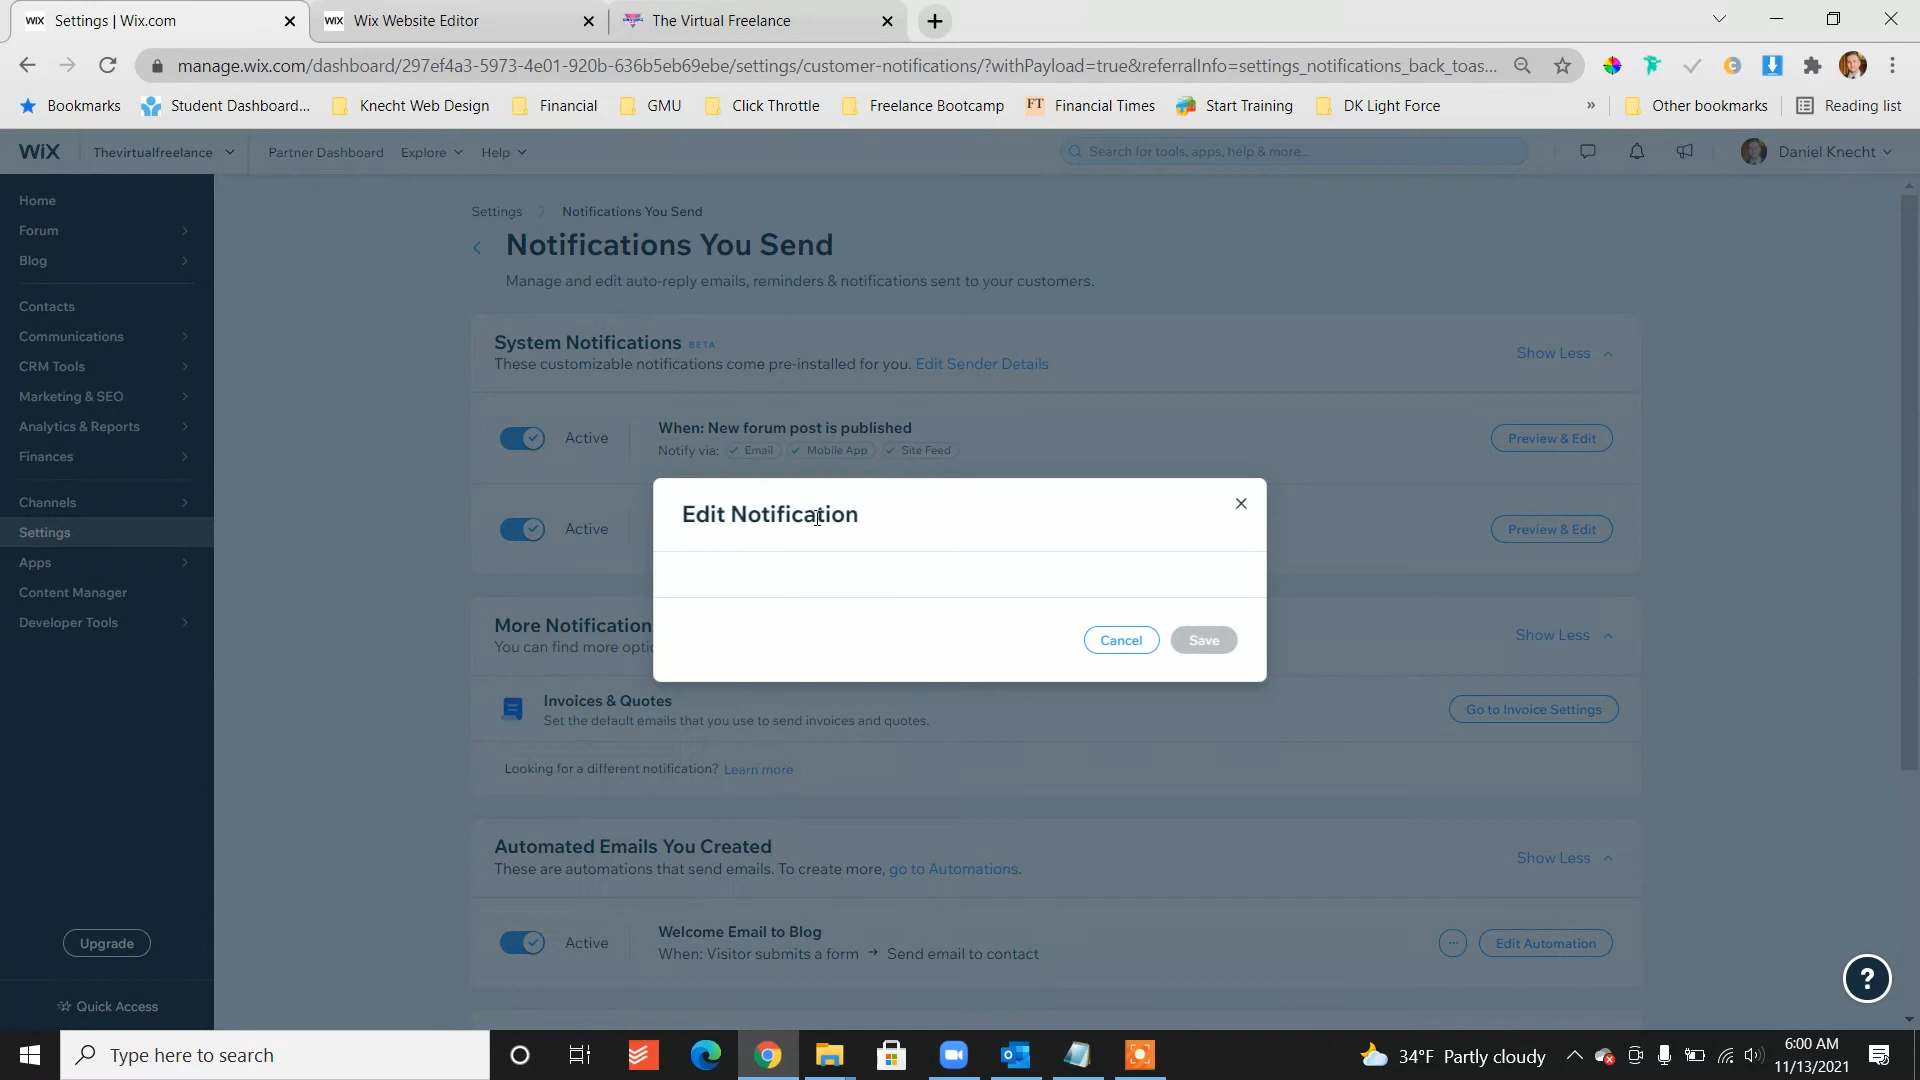 Settings | Wix.com
WiX Wix Website Editor
The Virtual Freelance
manage.wix.com/dashboard/297ef4a3-5973-4e01-920b-636b5eb69ebe/settings/customer-notifications/?withPayload=true&referralInfo=settings_notifications_back_toas...
Bookmarks Student Dashboard... Knecht Web Design Financial GMU Click Throttle Freelance Bootcamp FT Financial Times Start Training DK Light Force » Other bookmarks Reading list
WiX Thevirtualfreelance Partner Dashboard Explore Help Search for tools, apps, help & more... Daniel Knecht
Home
Forum
Blog
Contacts
Communications
CRM Tools
Marketing & SEO
Analytics & Reports
Finances
Channels
Settings
Apps
Content Manager
Developer Tools
Upgrade
Quick Access
Settings Notifications You Send
Notifications You Send
Manage and edit auto-reply emails, reminders & notifications sent to your customers.
System Notifications BETA
These customizable notifications come pre-installed for you. Edit Sender Details
Show Less
Active
When: New forum post is published
Notify via: Email Mobile App Site Feed
Preview & Edit
Active
Preview & Edit
Edit Notification
Cancel Save
More Notification
You can find more optio
Show Less
Invoices & Quotes
Set the default emails that you use to send invoices and quotes.
Go to Invoice Settings
Looking for a different notification? Learn more
Automated Emails You Created
These are automations that send emails. To create more, go to Automations.
Show Less
Active
Welcome Email to Blog
When: Visitor submits a form → Send email to contact
... Edit Automation
?
Type here to search
34°F Partly cloudy
6:00 AM
11/13/2021